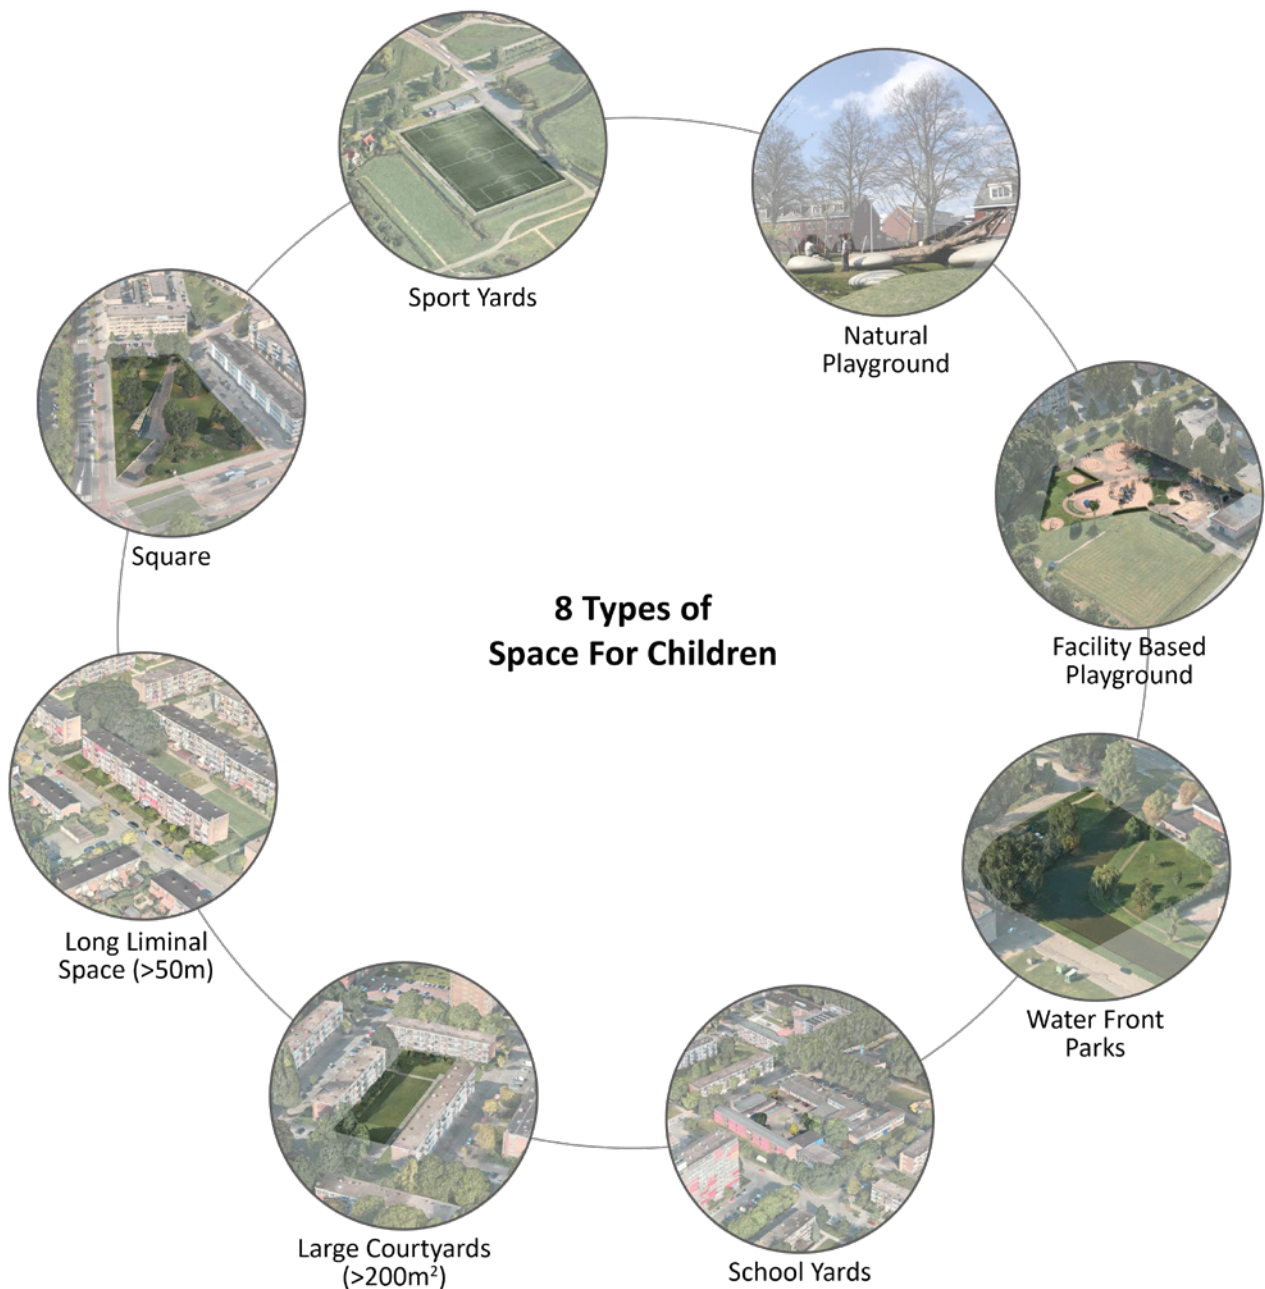 Sport Yards
Natural
Playground
Square
Facility Based
Playground
8 Types of
Space For Children
Long Liminal
Space (>50m)
Water Front
Parks
Large Courtyards
(>200m²)
School Yards